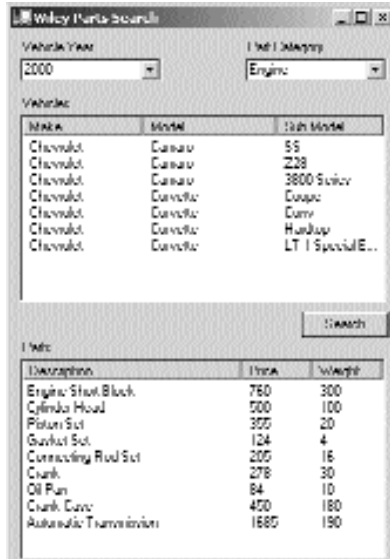 Wiley Parts Search
Vehicle Year Part Category
2000 Engine
Vehicles
Make Model Sub Model
Chevrolet Camaro SS
Chevrolet Camaro Z28
Chevrolet Camaro 3800 Series
Chevrolet Corvette Coupe
Chevrolet Corvette Conv
Chevrolet Corvette Hardtop
Chevrolet Corvette LT 1 Special E...
Search
Parts
Description Price Weight
Engine Short Block 760 300
Cylinder Head 500 100
Piston Set 355 20
Gasket Set 124 4
Connecting Rod Set 205 16
Crank 278 30
Oil Pan 84 10
Crank Case 450 180
Automatic Transmission 1685 190